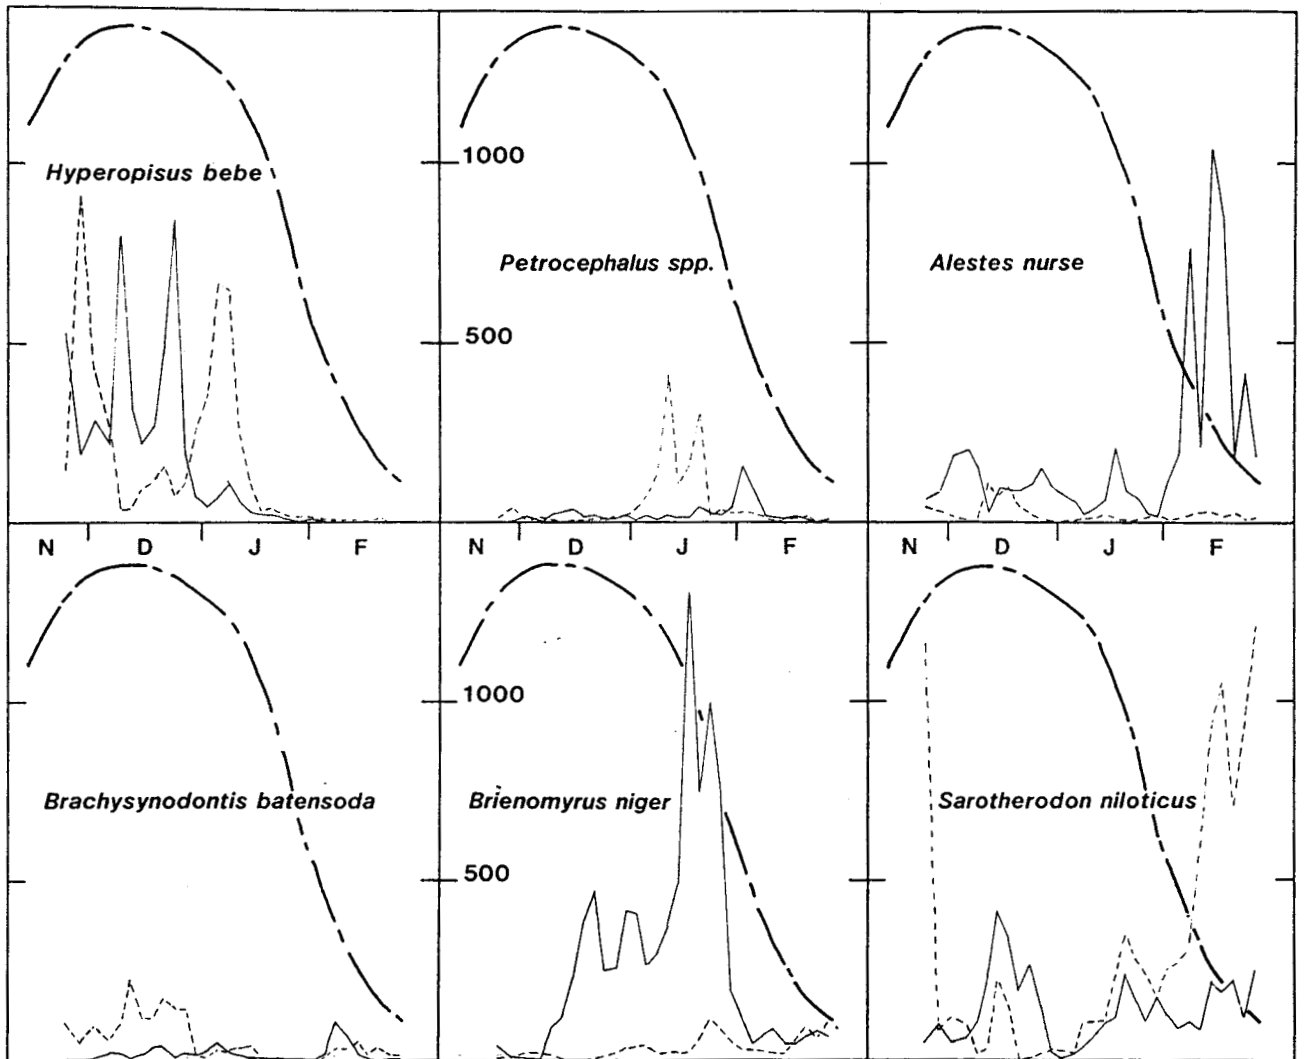 1000
Hyperopisus bebe
Petrocephalus spp.
Alestes nurse
500
N D J F
N D J F
N D J F
1000
Brachysynodontis batensoda
Brienomyrus niger
Sarotherodon niloticus
500